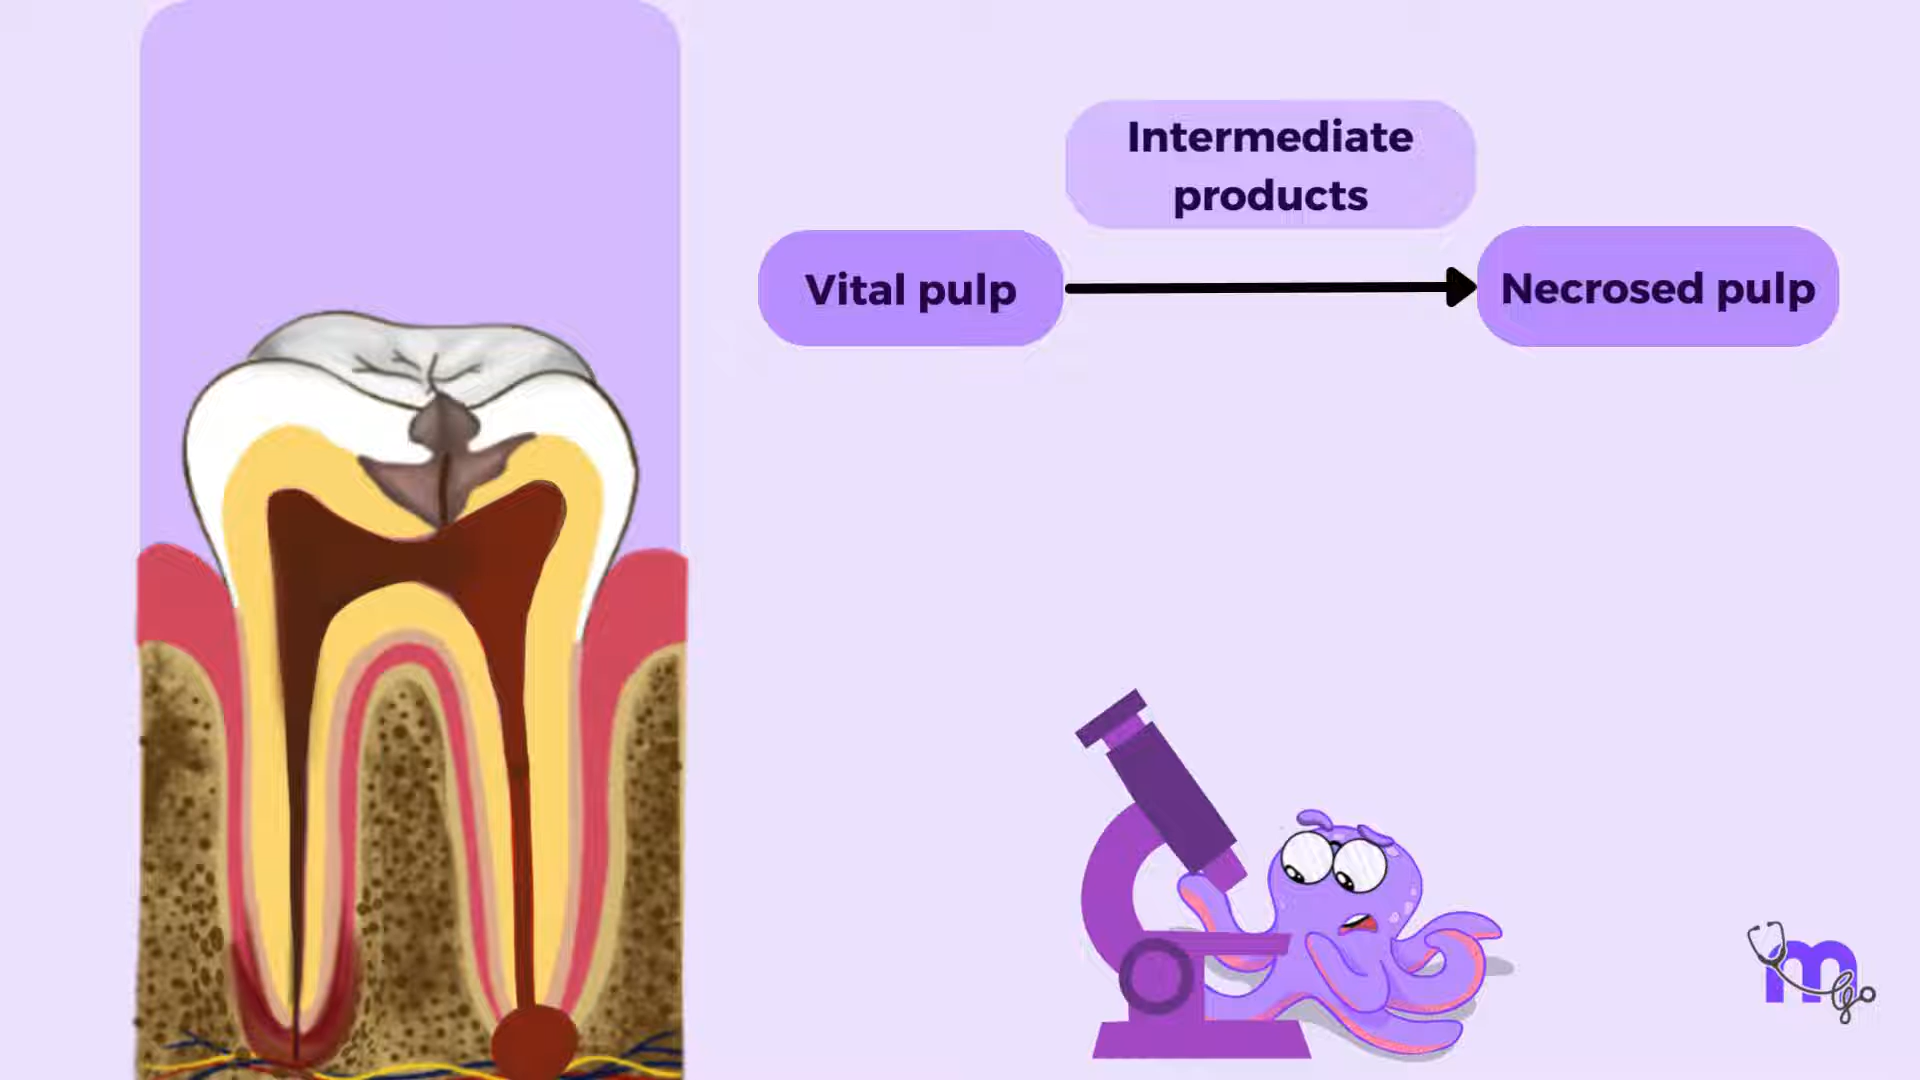 Intermediate
products
Vital pulp
Necrosed pulp
m